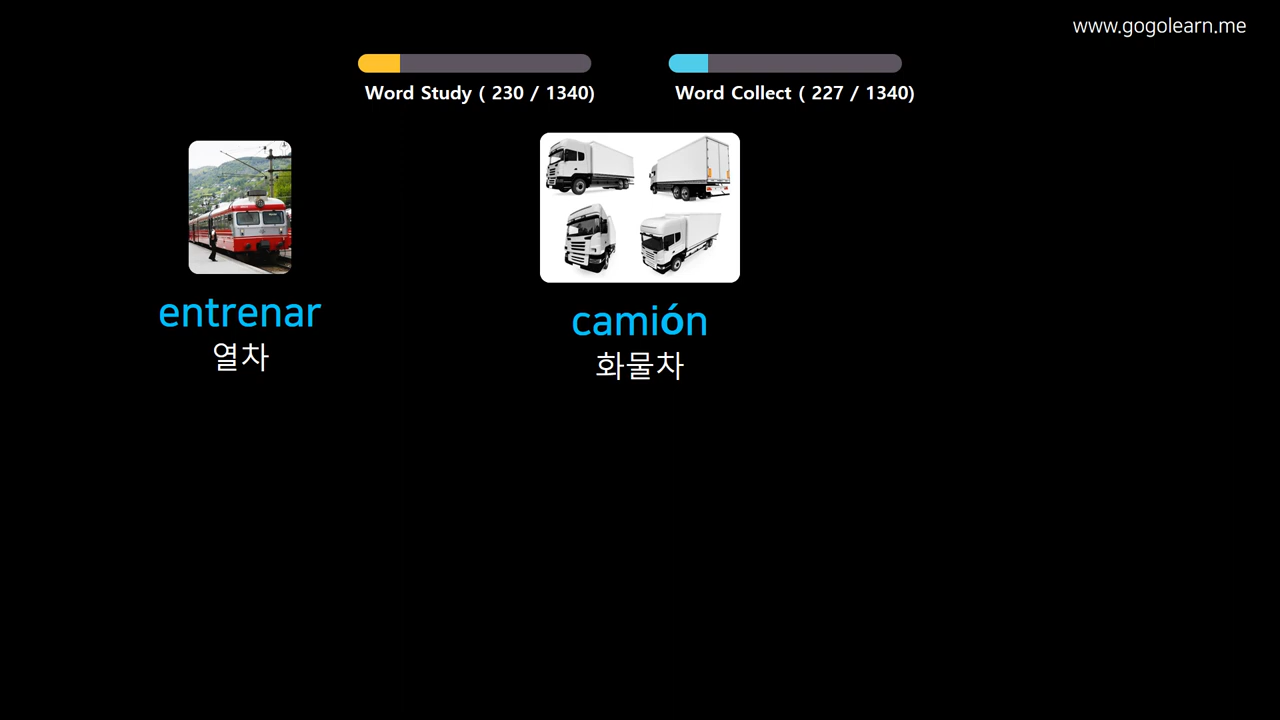 www.gogolearn.me
Word Study ( 230 / 1340)
Word Collect ( 227 / 1340)
entrenar
열차
camión
화물차